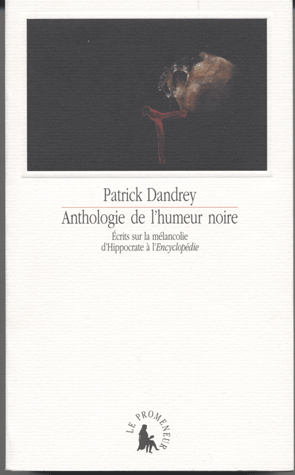 Patrick Dandrey
Anthologie de l'humeur noire
Écrits sur la mélancolie
d'Hippocrate à l'Encyclopédie
LE PROMENEUR